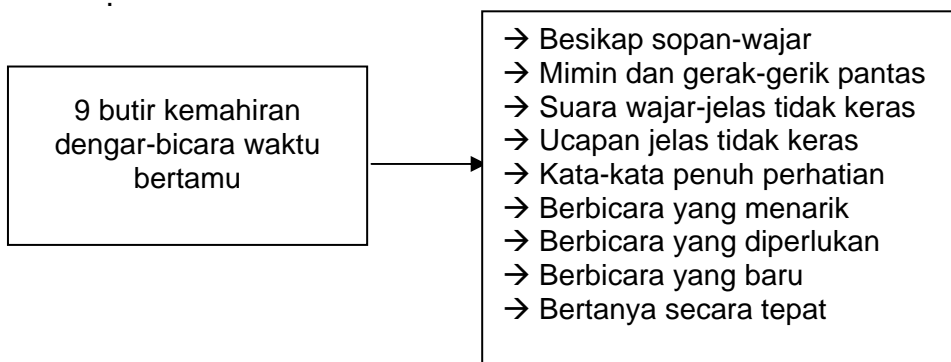 9 butir kemahiran
dengar-bicara waktu
bertamu
→ Besikap sopan-wajar
→ Mimin dan gerak-gerik pantas
→ Suara wajar-jelas tidak keras
→ Ucapan jelas tidak keras
→ Kata-kata penuh perhatian
→ Berbicara yang menarik
→ Berbicara yang diperlukan
→ Berbicara yang baru
→ Bertanya secara tepat